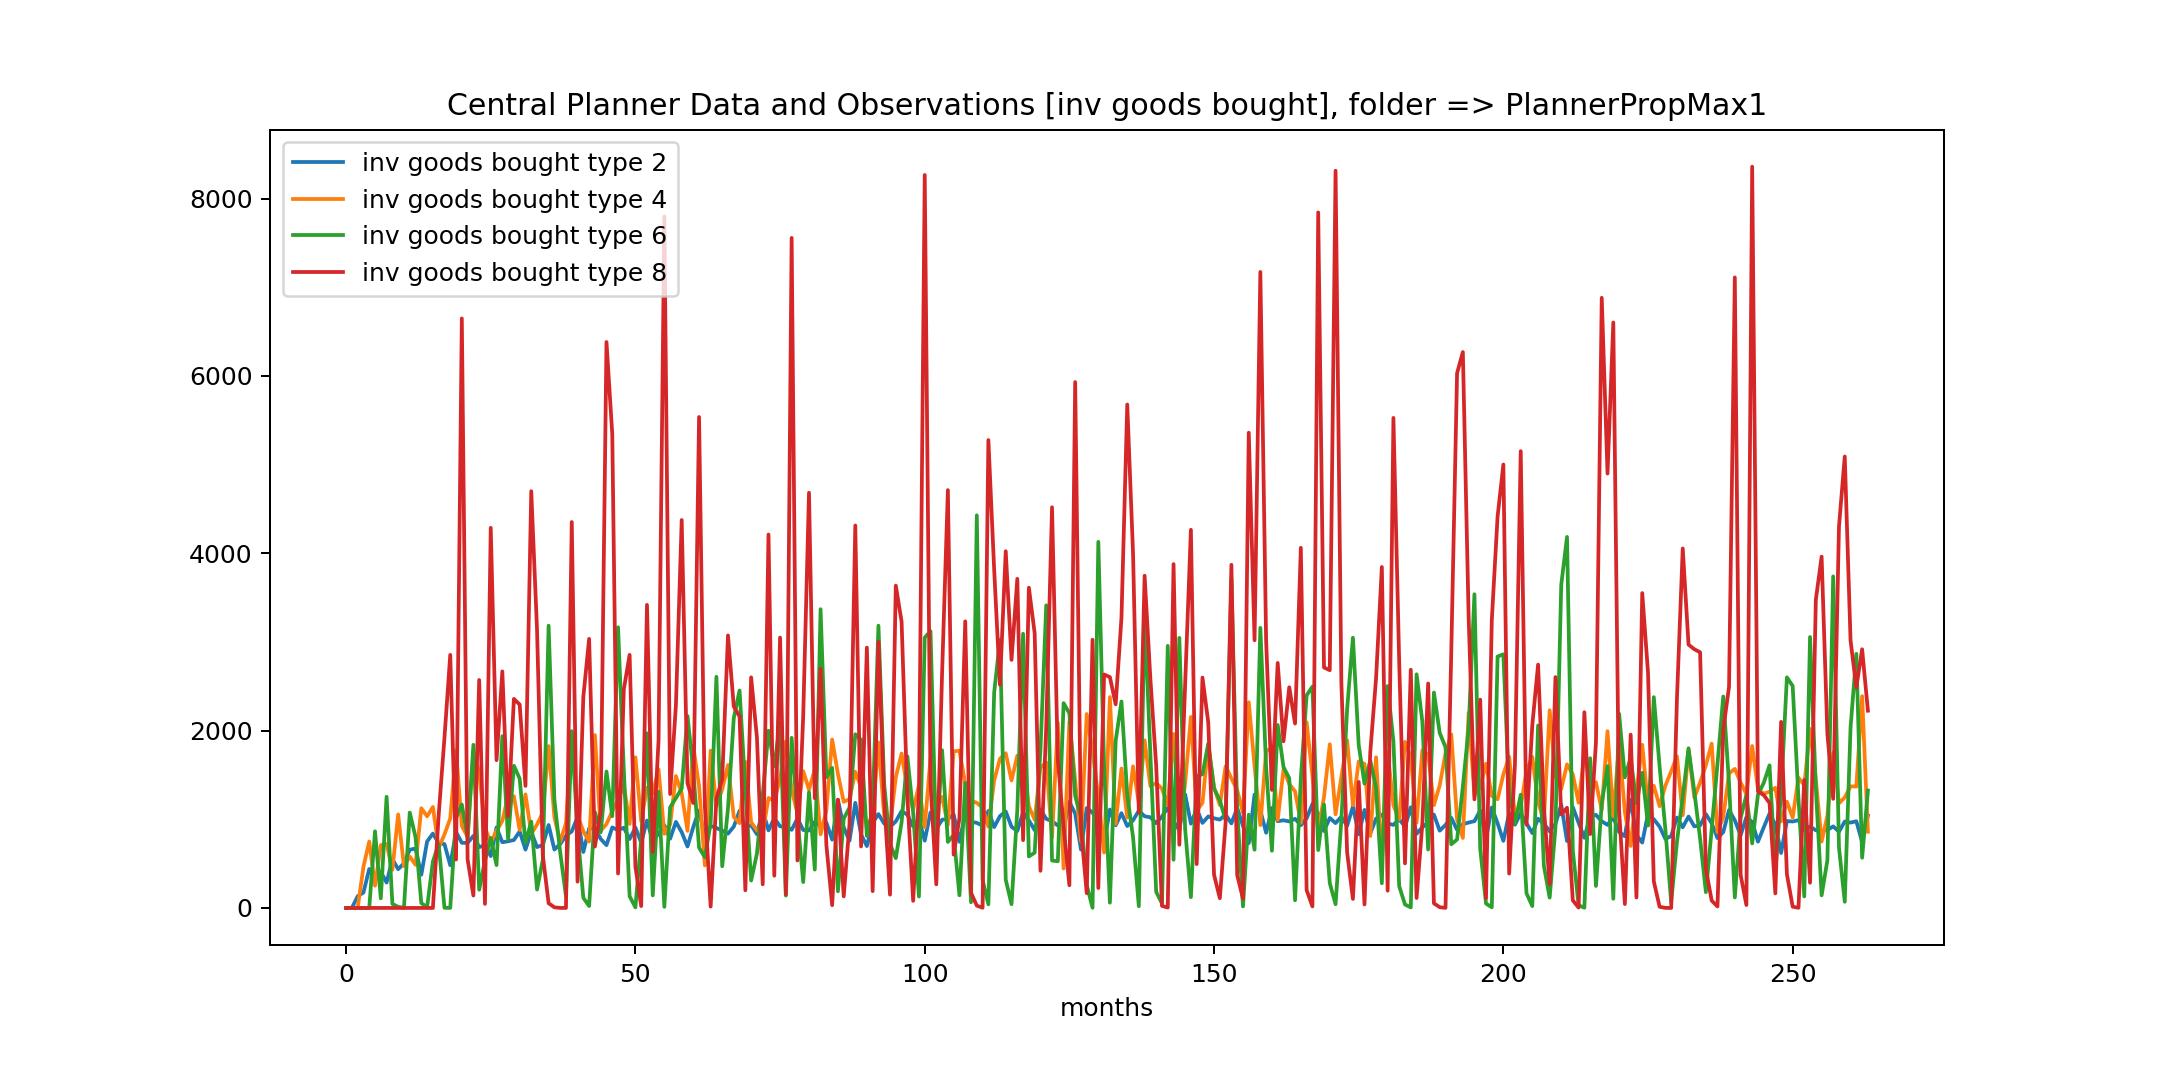 Central Planner Data and Observations [inv goods bought], folder => PlannerPropMax1
inv goods bought type 2
inv goods bought type 4
inv goods bought type 6
inv goods bought type 8
8000
6000
4000
2000
0
0 50 100 150 200 250
months